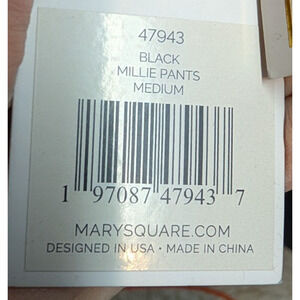 47943
BLACK
MILLIE PANTS
MEDIUM
1 97087 47943 7
MARYSQUARE.COM
DESIGNED IN USA • MADE IN CHINA